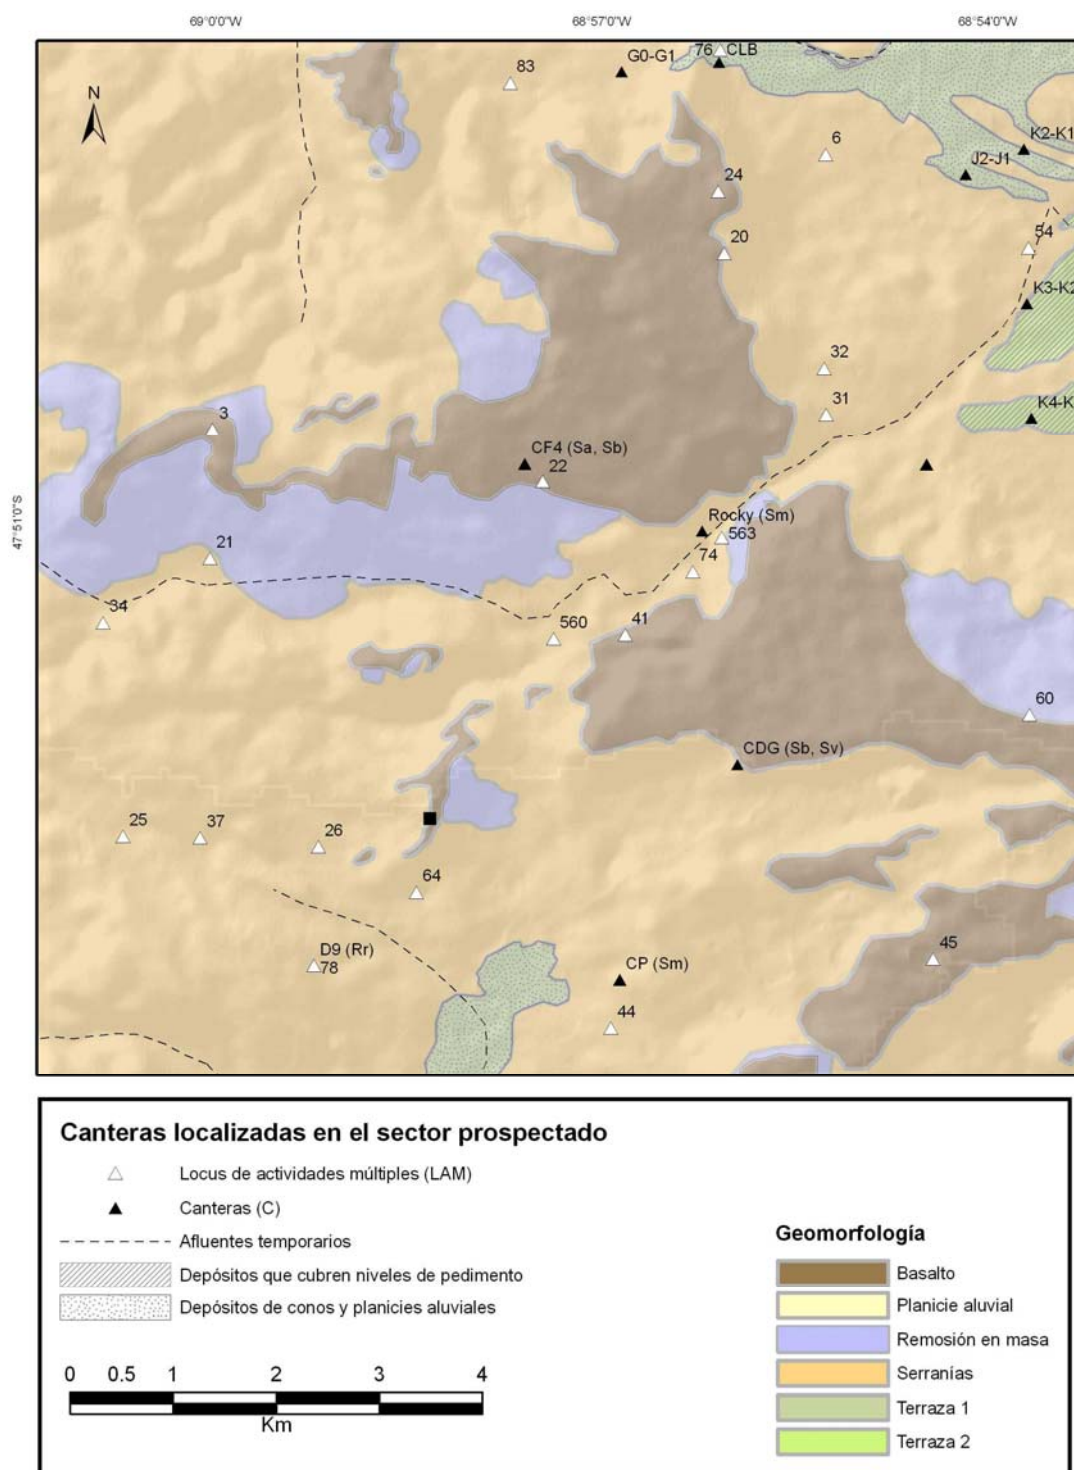 69°0'0"W
68°57'0"W
68°54'0"W
N
83
G0-G1
76
CLB
6
K2-K1
J2-J1
24
20
54
K3-K2
32
31
3
K4-K
CF4 (Sa, Sb)
22
47°51'0"S
Rocky (Sm)
563
21
74
34
560
41
60
CDG (Sb, Sv)
25
37
26
64
D9 (Rr)
78
45
CP (Sm)
44
Canteras localizadas en el sector prospectado
Locus de actividades múltiples (LAM)
Canteras (C)
Afluentes temporarios
Depósitos que cubren niveles de pedimento
Depósitos de conos y planicies aluviales
0 0.5 1 2 3 4
Km
Geomorfología
Basalto
Planicie aluvial
Remosión en masa
Serranías
Terraza 1
Terraza 2